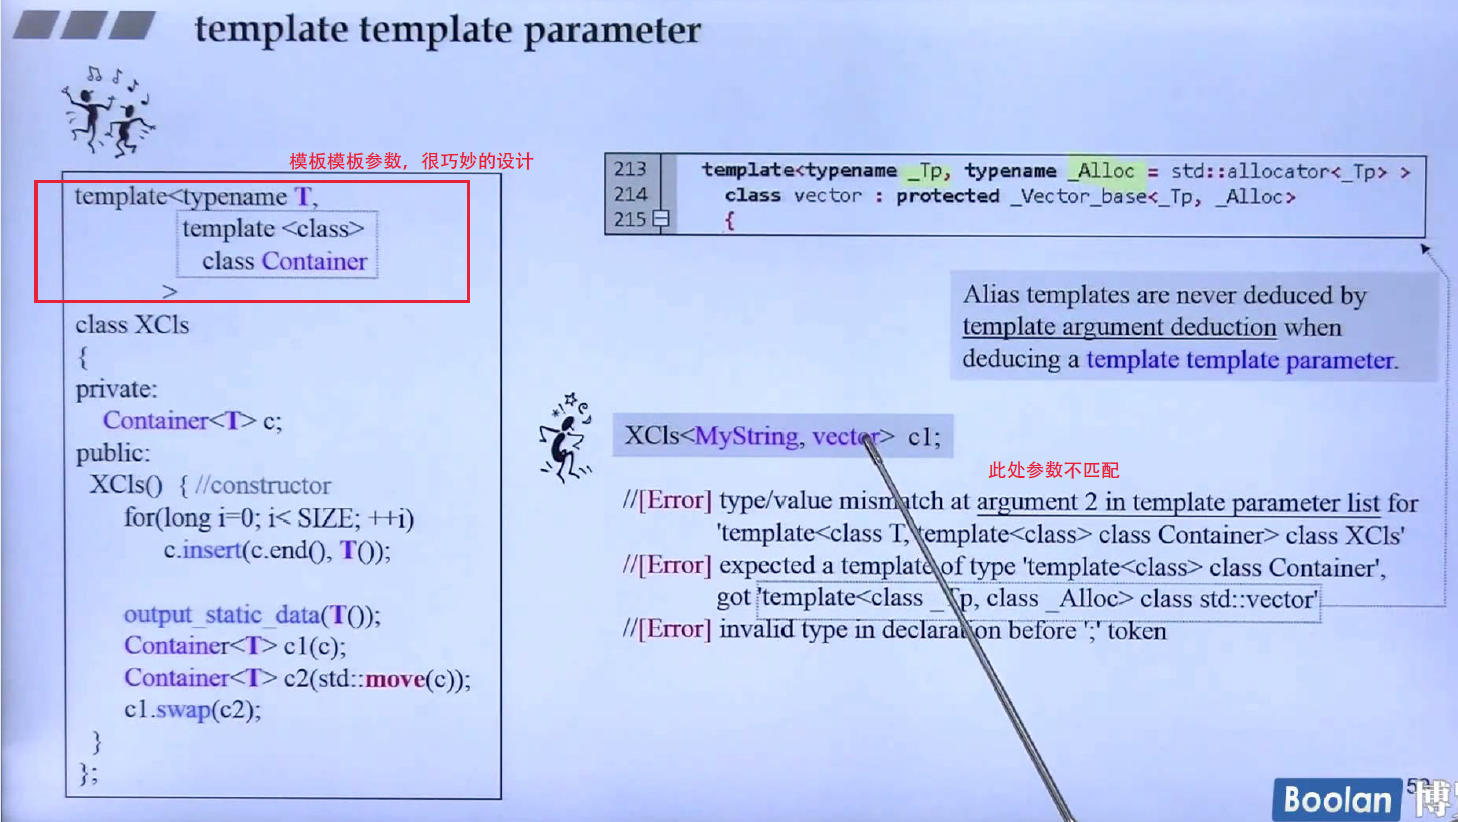 template template parameter
模板模板参数，很巧妙的设计
template<typename T,
template <class>
class Container
>
class XCls
{
private:
Container<T> c;
public:
XCls() { //constructor
for(long i=0; i< SIZE; ++i)
c.insert(c.end(), T());
output_static_data(T());
Container<T> c1(c);
Container<T> c2(std::move(c));
c1.swap(c2);
}
};
213 template<typename _Tp, typename _Alloc = std::allocator<_Tp> >
214 class vector : protected _Vector_base<_Tp, _Alloc>
215 {
Alias templates are never deduced by
template argument deduction when
deducing a template template parameter.
XCls<MyString, vector> c1;
此处参数不匹配
//[Error] type/value mismatch at argument 2 in template parameter list for
'template<class T, template<class> class Container> class XCls'
//[Error] expected a template of type 'template<class> class Container',
got 'template<class _Tp, class _Alloc> class std::vector'
//[Error] invalid type in declaration before ';' token
Boolan 博